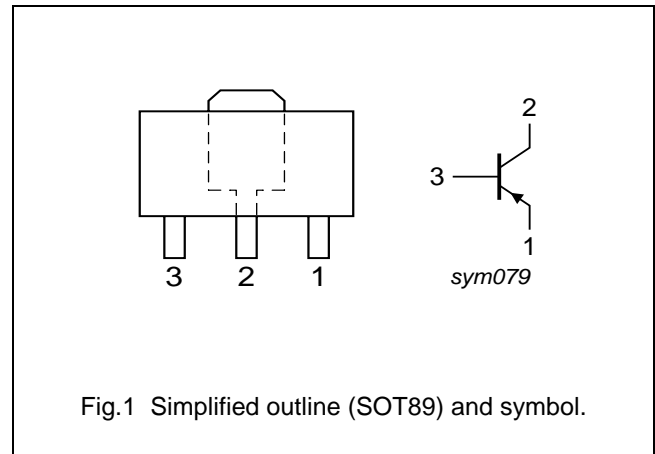 2
3
1
3 2 1
sym079
Fig.1 Simplified outline (SOT89) and symbol.